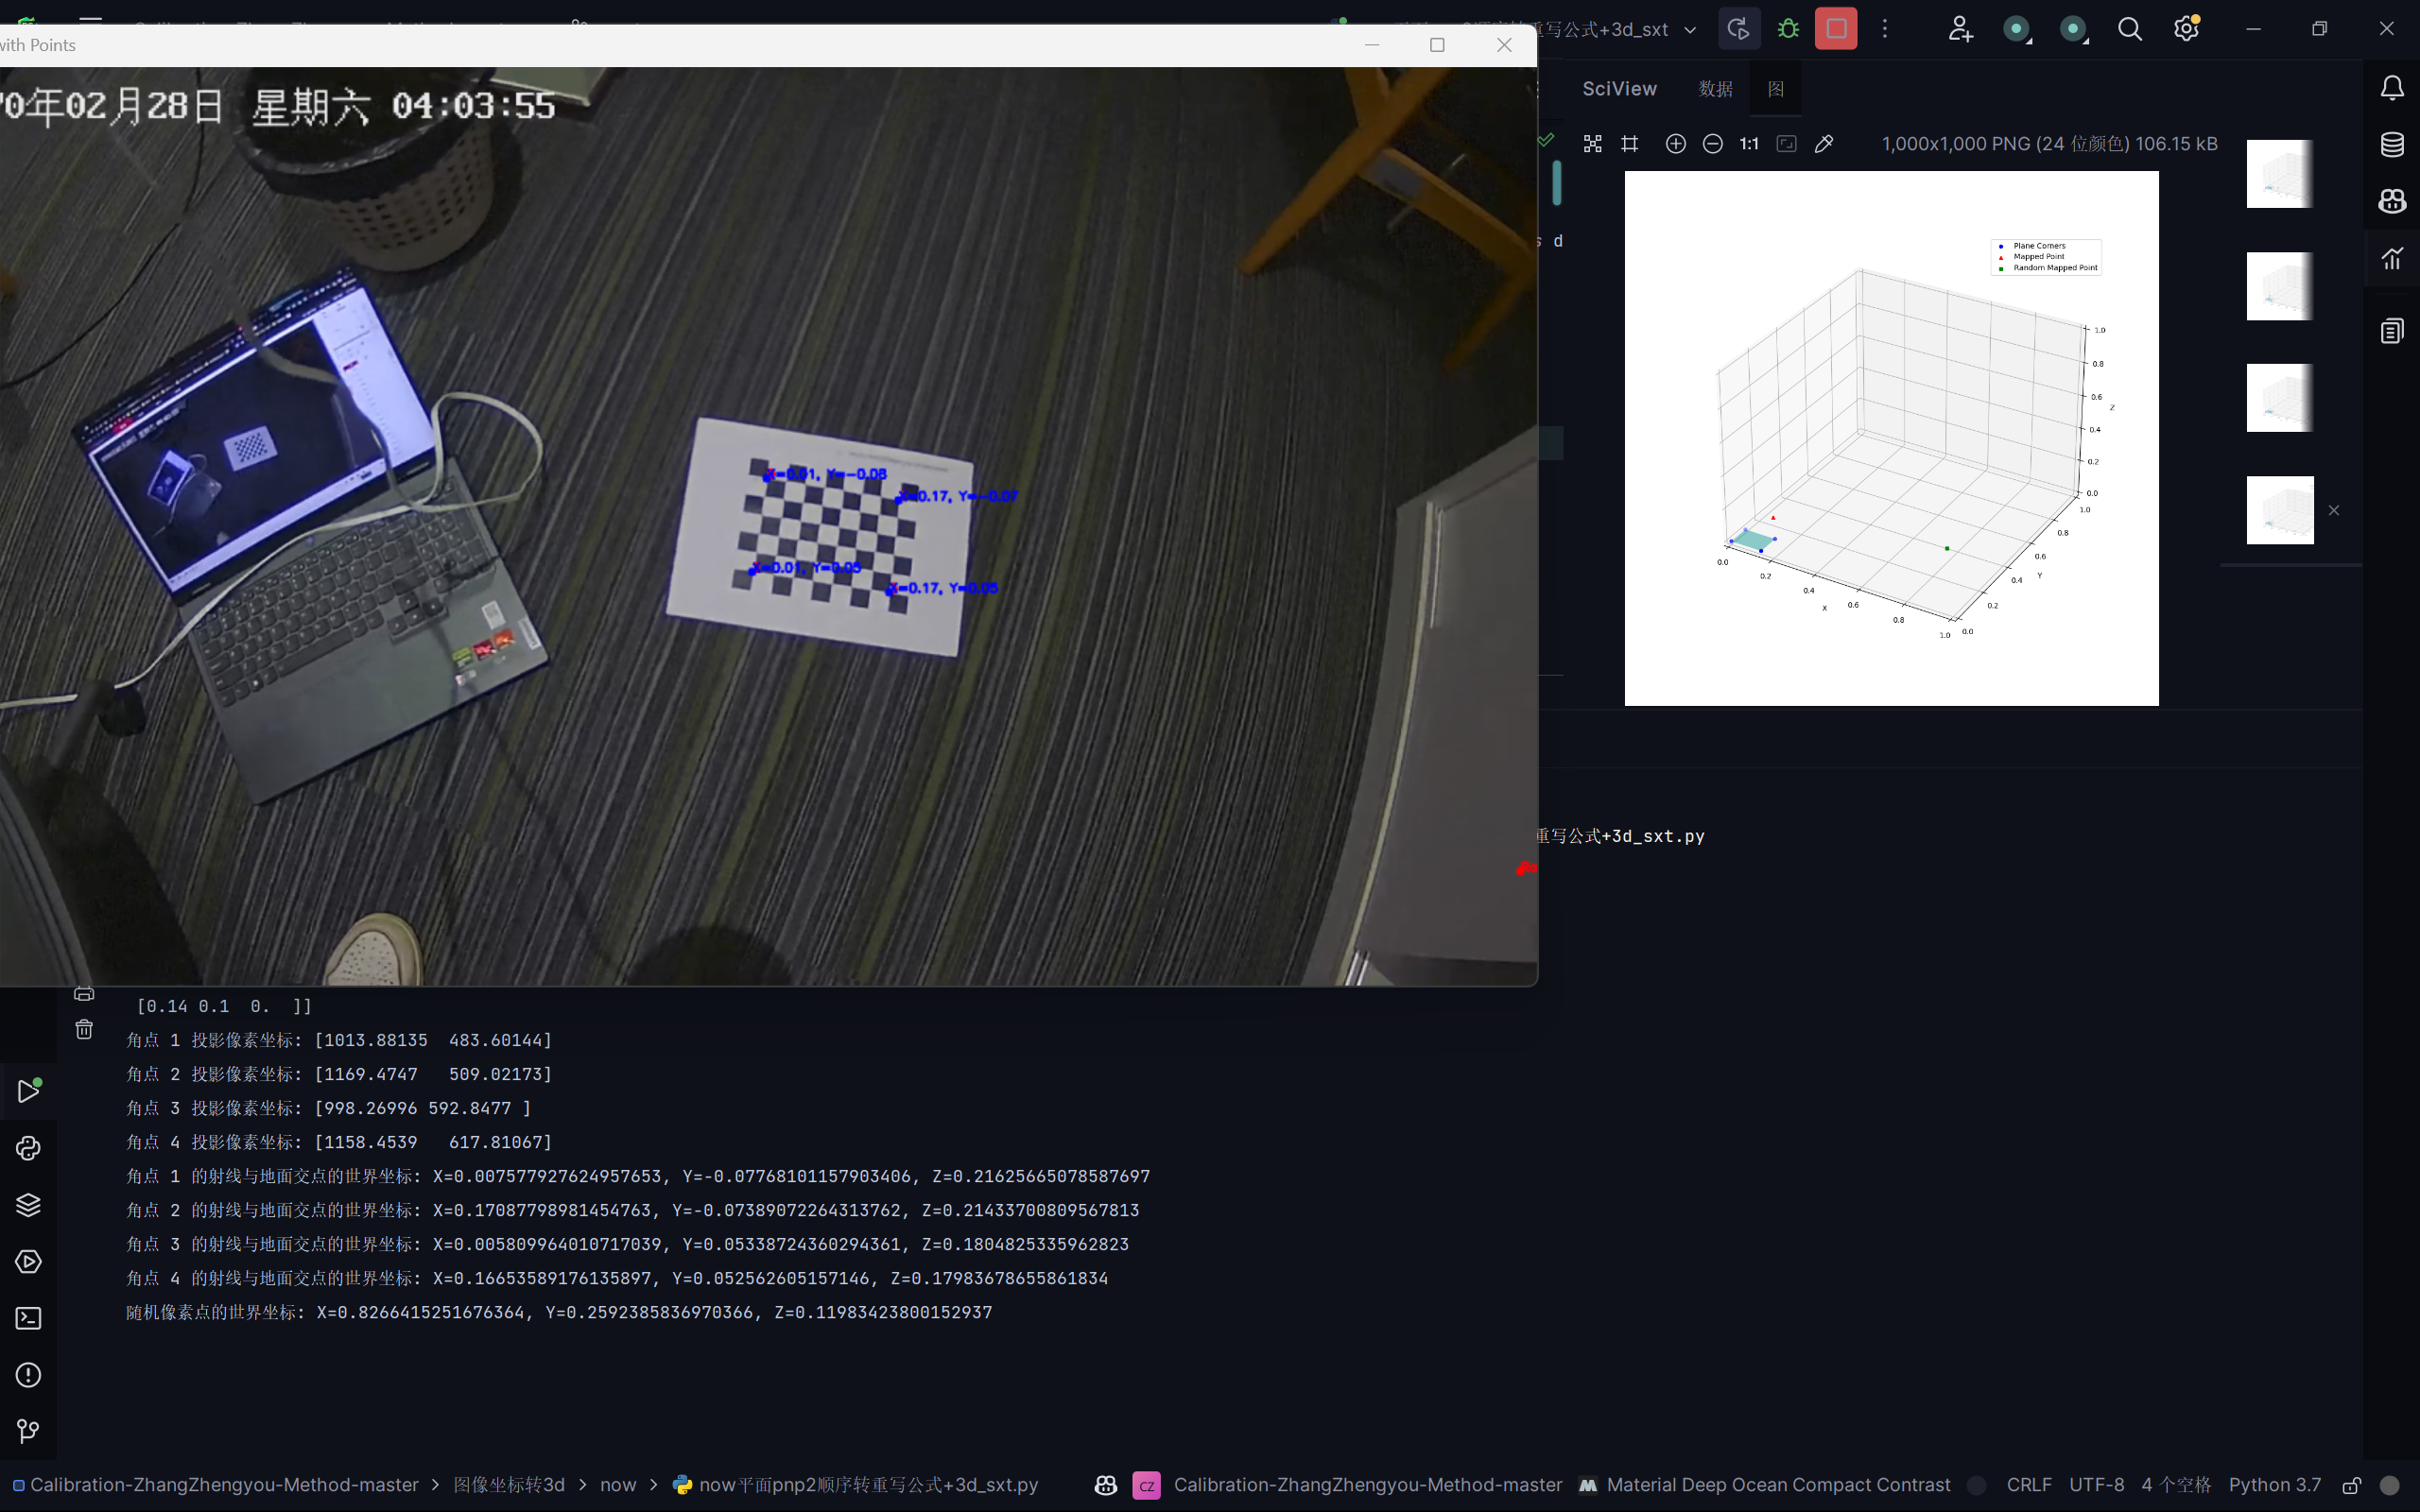 重写公式+3d_sxt
with Points
70年02月28日 星期六 04:03:55
X=0.01, Y=-0.08
X=0.17, Y=-0.07
X=0.01, Y=0.05
X=0.17, Y=0.05
s d
SciView 数据 图
1:1 1,000x1,000 PNG (24 位颜色) 106.15 kB
Plane Corners
Mapped Point
Random Mapped Point
1.0
0.8
0.6
Z
0.4
0.2
0.0
1.0
0.8
0.6
Y
0.4
0.2
0.0
0.0
0.2
0.4
X
0.6
0.8
1.0
重写公式+3d_sxt.py
[0.14 0.1 0. ]]
角点 1 投影像素坐标: [1013.88135 483.60144]
角点 2 投影像素坐标: [1169.4747 509.02173]
角点 3 投影像素坐标: [998.26996 592.8477 ]
角点 4 投影像素坐标: [1158.4539 617.81067]
角点 1 的射线与地面交点的世界坐标: X=0.007577927624957653, Y=-0.07768101157903406, Z=0.21625665078587697
角点 2 的射线与地面交点的世界坐标: X=0.17087798981454763, Y=-0.07389072264313762, Z=0.21433700809567813
角点 3 的射线与地面交点的世界坐标: X=0.005809964010717039, Y=0.05338724360294361, Z=0.1804825335962823
角点 4 的射线与地面交点的世界坐标: X=0.16653589176135897, Y=0.052562605157146, Z=0.17983678655861834
随机像素点的世界坐标: X=0.8266415251676364, Y=0.2592385836970366, Z=0.11983423800152937
Calibration-ZhangZhengyou-Method-master > 图像坐标转3d > now > now平面pnp2顺序转重写公式+3d_sxt.py
CZ Calibration-ZhangZhengyou-Method-master Material Deep Ocean Compact Contrast CRLF UTF-8 4 个空格 Python 3.7